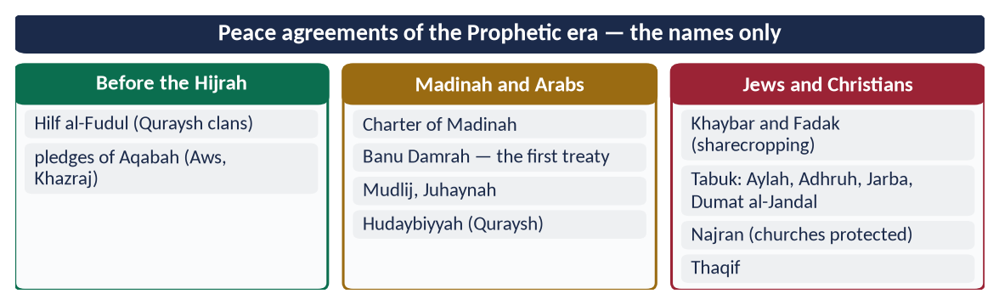 Peace agreements of the Prophetic era — the names only
Before the Hijrah
Hilf al-Fudul (Quraysh clans)
pledges of Aqabah (Aws,
Khazraj)
Madinah and Arabs
Charter of Madinah
Banu Damrah — the first treaty
Mudlij, Juhaynah
Hudaybiyyah (Quraysh)
Jews and Christians
Khaybar and Fadak
(sharecropping)
Tabuk: Aylah, Adhruh, Jarba,
Dumat al-Jandal
Najran (churches protected)
Thaqif